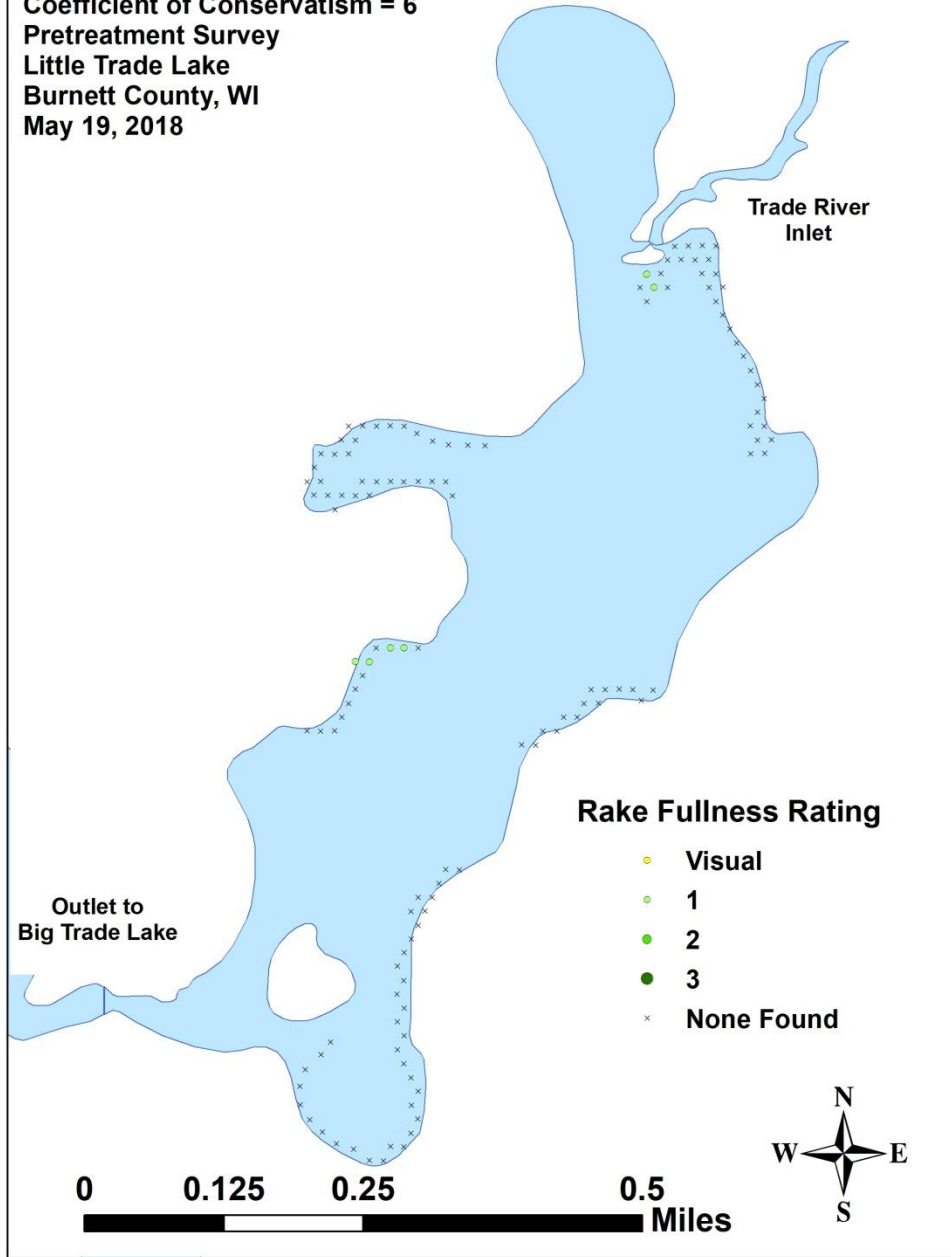 Coefficient of Conservatism = 6
Pretreatment Survey
Little Trade Lake
Burnett County, WI
May 19, 2018
Trade River
Inlet
Rake Fullness Rating
Visual
1
2
3
None Found
Outlet to
Big Trade Lake
N
W E
S
0 0.125 0.25 0.5
Miles